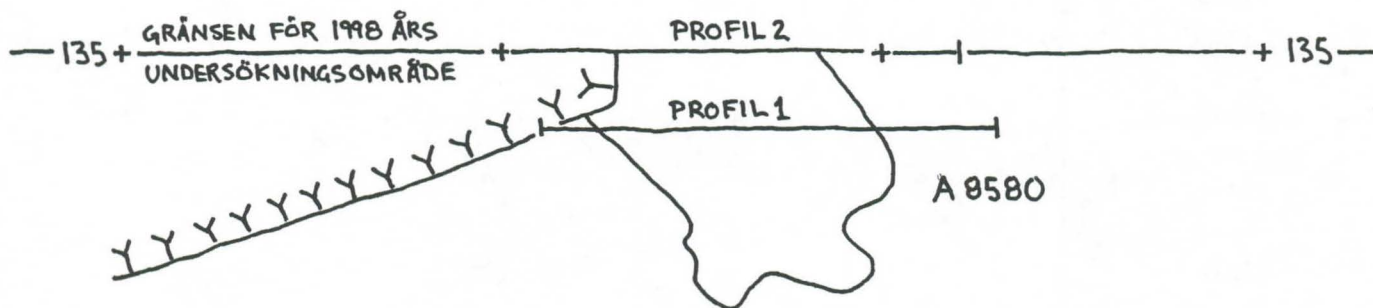 135 GRÄNSEN FÖR 1998 ÅRS PROFIL 2 135
UNDERSÖKNINGSOMRÅDE
PROFIL 1
A 8580